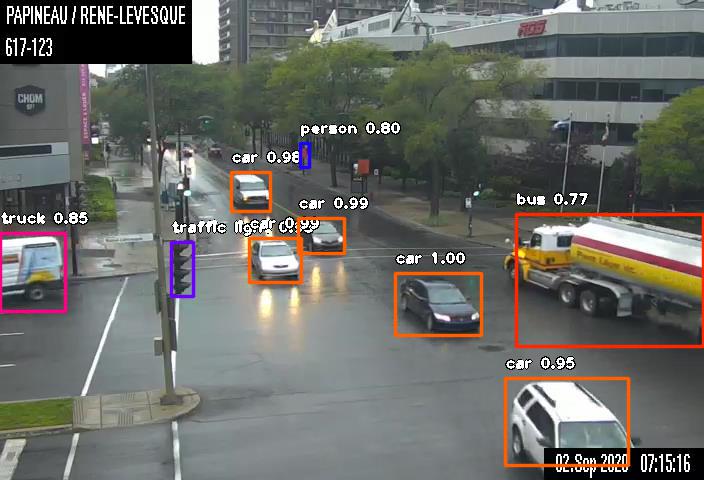 PAPINEAU / RENE-LEVESQUE
617-123
CHOM
person 0.80
car 0.98
car 0.99
truck 0.85
traffic light
car 0.99
bus 0.77
car 1.00
car 0.95
02.Sep 2020 07:15:16